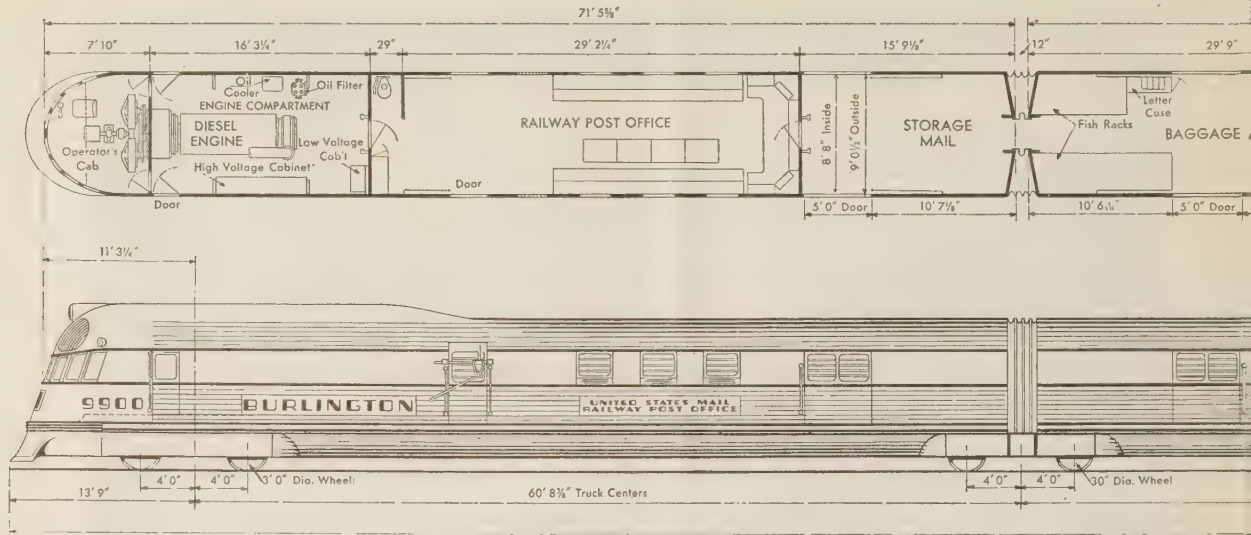 71' 5⅝"
7' 10" 16' 3¼" 29" 29' 2¼" 15' 9⅛" 12" 29' 9"
Oil Cooler
Oil Filter
ENGINE COMPARTMENT
DIESEL ENGINE
Operator's Cab
Low Voltage Cab't
High Voltage Cabinet
Door
RAILWAY POST OFFICE
Door
8' 8" Inside
9' 0½" Outside
STORAGE MAIL
Fish Racks
Letter Case
BAGGAGE
5' 0" Door 10' 7⅛" 5' 0" Door
11' 3¼"
9900 BURLINGTON
UNITED STATES MAIL
RAILWAY POST OFFICE
4' 0" 4' 0" 3' 0" Dia. Wheel 4' 0" 4' 0" 30" Dia. Wheel
13' 9" 60' 8⅜" Truck Centers